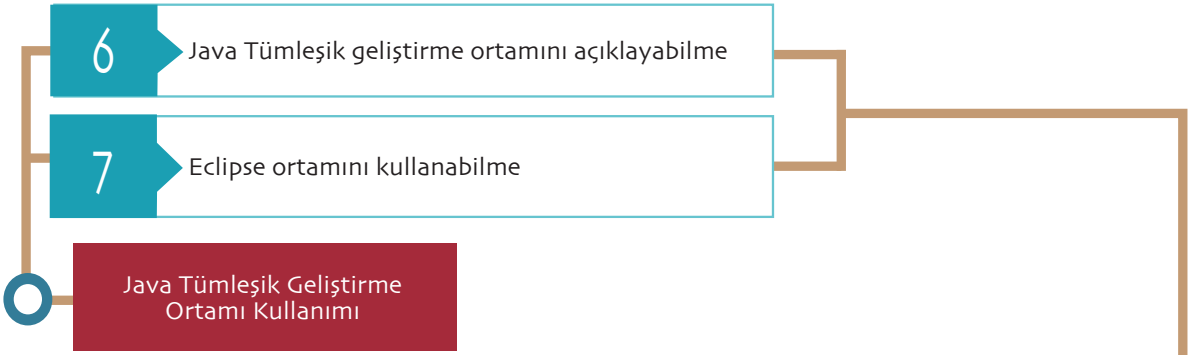 6
Java Tümleşik geliştirme ortamını açıklayabilme
7
Eclipse ortamını kullanabilme
Java Tümleşik Geliştirme
Ortamı Kullanımı